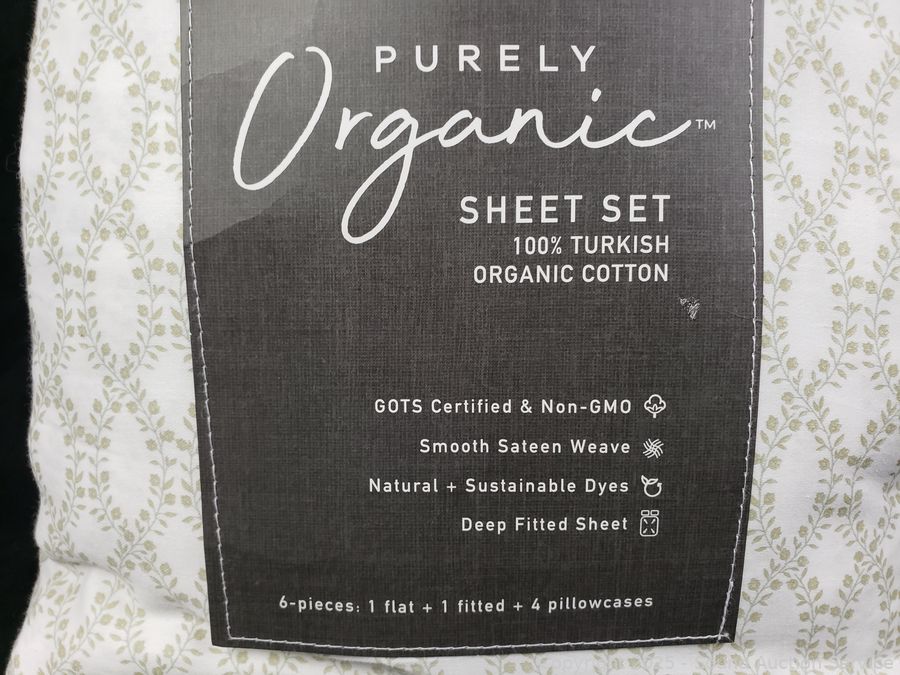 PURELY
Organic™
SHEET SET
100% TURKISH
ORGANIC COTTON
GOTS Certified & Non-GMO
Smooth Sateen Weave
Natural + Sustainable Dyes
Deep Fitted Sheet
6-pieces: 1 flat + 1 fitted + 4 pillowcases